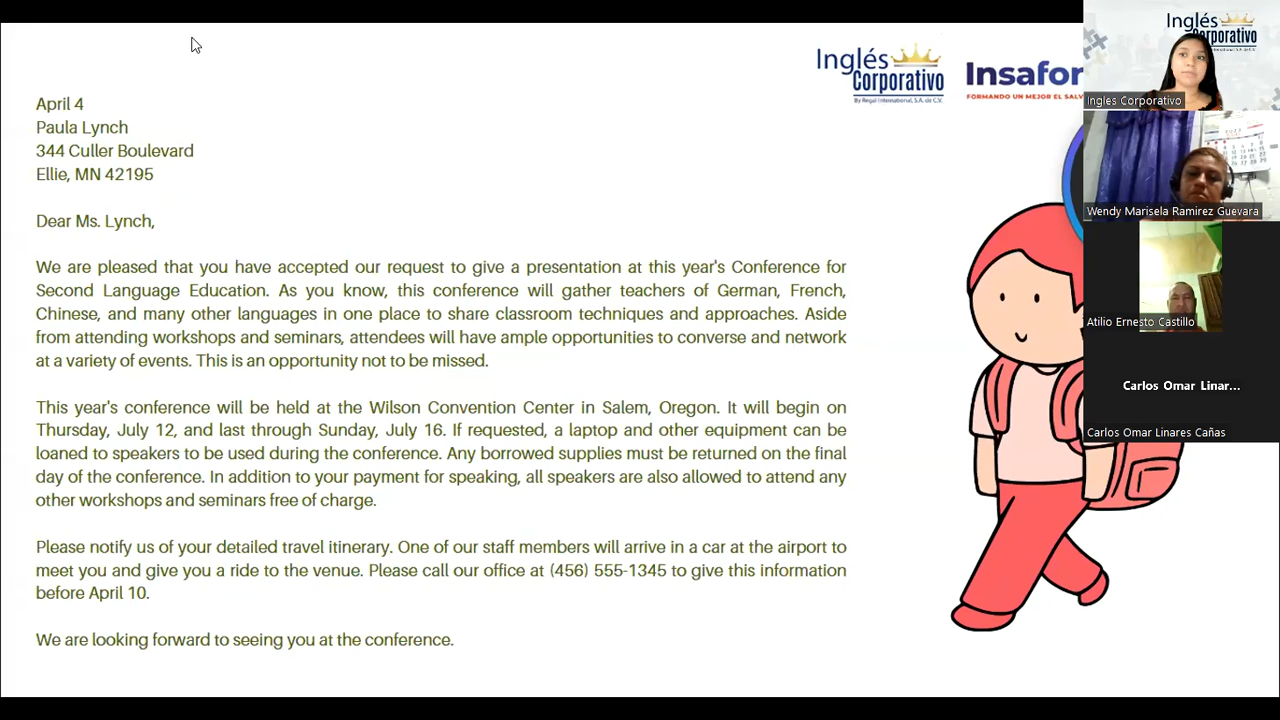 April 4
Paula Lynch
344 Culler Boulevard
Ellie, MN 42195
Dear Ms. Lynch,
We are pleased that you have accepted our request to give a presentation at this year's Conference for
Second Language Education. As you know, this conference will gather teachers of German, French,
Chinese, and many other languages in one place to share classroom techniques and approaches. Aside
from attending workshops and seminars, attendees will have ample opportunities to converse and network
at a variety of events. This is an opportunity not to be missed.
This year's conference will be held at the Wilson Convention Center in Salem, Oregon. It will begin on
Thursday, July 12, and last through Sunday, July 16. If requested, a laptop and other equipment can be
loaned to speakers to be used during the conference. Any borrowed supplies must be returned on the final
day of the conference. In addition to your payment for speaking, all speakers are also allowed to attend any
other workshops and seminars free of charge.
Please notify us of your detailed travel itinerary. One of our staff members will arrive in a car at the airport to
meet you and give you a ride to the venue. Please call our office at (456) 555-1345 to give this information
before April 10.
We are looking forward to seeing you at the conference.
Inglés
Corporativo
By Regal International, S.A. de C.V.
Insafor
FORMANDO UN MEJOR EL SALV
Inglés
Corporativo
Ingles Corporativo
Wendy Marisela Ramirez Guevara
Atilio Ernesto Castillo
Carlos Omar Linar...
Carlos Omar Linares Cañas